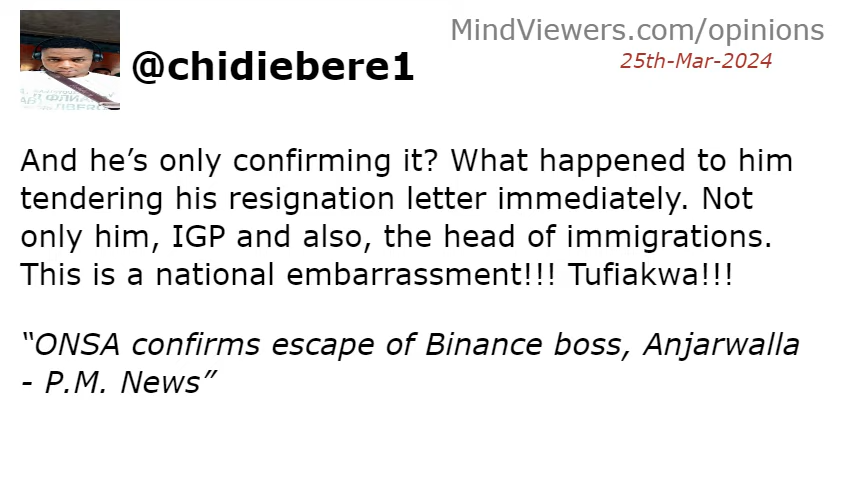 MindViewers.com/opinions
25th-Mar-2024
@chidiebere1
And he’s only confirming it? What happened to him
tendering his resignation letter immediately. Not
only him, IGP and also, the head of immigrations.
This is a national embarrassment!!! Tufiakwa!!!
“ONSA confirms escape of Binance boss, Anjarwalla
- P.M. News”